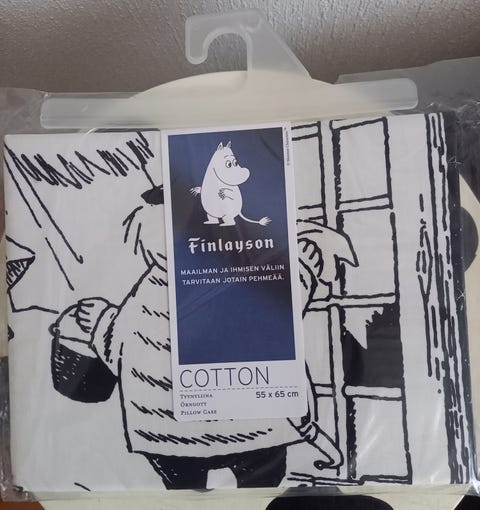 Finlayson
MAAILMAN JA IHMISEN VÄLIIN
TARVITAAN JOTAIN PEHMEÄÄ.
COTTON
TYYNYLIINA
ÖRNGOTT
PILLOW CASE
55 x 65 cm